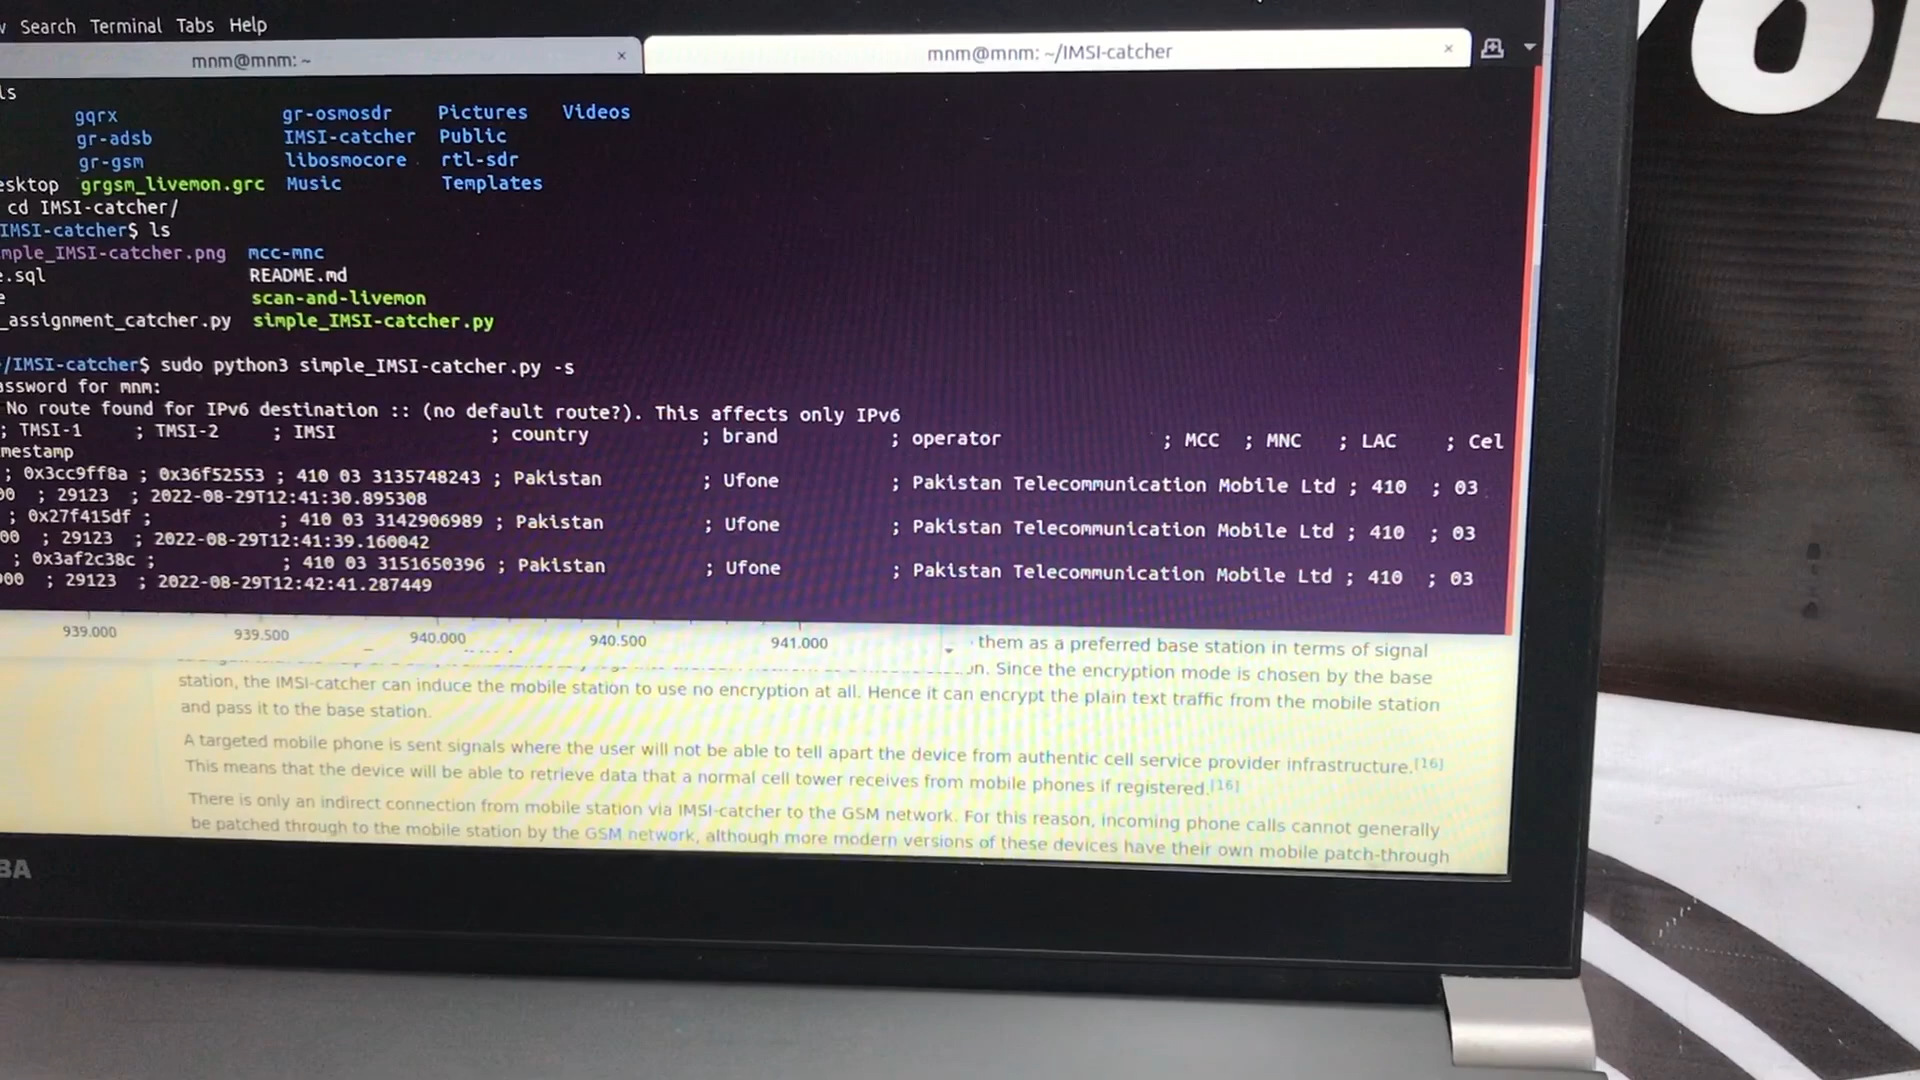 Search Terminal Tabs Help
mnm@mnm: ~ × mnm@mnm: ~/IMSI-catcher ×
ls
gqrx gr-osmosdr Pictures Videos
gr-adsb IMSI-catcher Public
gr-gsm libosmocore rtl-sdr
esktop grgsm_livemon.grc Music Templates
cd IMSI-catcher/
IMSI-catcher$ ls
mple_IMSI-catcher.png mcc-mnc
e.sql README.md
e scan-and-livemon
_assignment_catcher.py simple_IMSI-catcher.py
~/IMSI-catcher$ sudo python3 simple_IMSI-catcher.py -s
assword for mnm:
No route found for IPv6 destination :: (no default route?). This affects only IPv6
; TMSI-1 ; TMSI-2 ; IMSI ; country ; brand ; operator ; MCC ; MNC ; LAC ; Cel
mestamp
; 0x3cc9ff8a ; 0x36f52553 ; 410 03 3135748243 ; Pakistan ; Ufone ; Pakistan Telecommunication Mobile Ltd ; 410 ; 03
00 ; 29123 ; 2022-08-29T12:41:30.895308
; 0x27f415df ; ; 410 03 3142906989 ; Pakistan ; Ufone ; Pakistan Telecommunication Mobile Ltd ; 410 ; 03
00 ; 29123 ; 2022-08-29T12:41:39.160042
; 0x3af2c38c ; ; 410 03 3151650396 ; Pakistan ; Ufone ; Pakistan Telecommunication Mobile Ltd ; 410 ; 03
00 ; 29123 ; 2022-08-29T12:42:41.287449
939.000 939.500 940.000 940.500 941.000
them as a preferred base station in terms of signal
n. Since the encryption mode is chosen by the base
station, the IMSI-catcher can induce the mobile station to use no encryption at all. Hence it can encrypt the plain text traffic from the mobile station
and pass it to the base station.
A targeted mobile phone is sent signals where the user will not be able to tell apart the device from authentic cell service provider infrastructure.[16]
This means that the device will be able to retrieve data that a normal cell tower receives from mobile phones if registered.[16]
There is only an indirect connection from mobile station via IMSI-catcher to the GSM network. For this reason, incoming phone calls cannot generally
be patched through to the mobile station by the GSM network, although more modern versions of these devices have their own mobile patch-through
BA